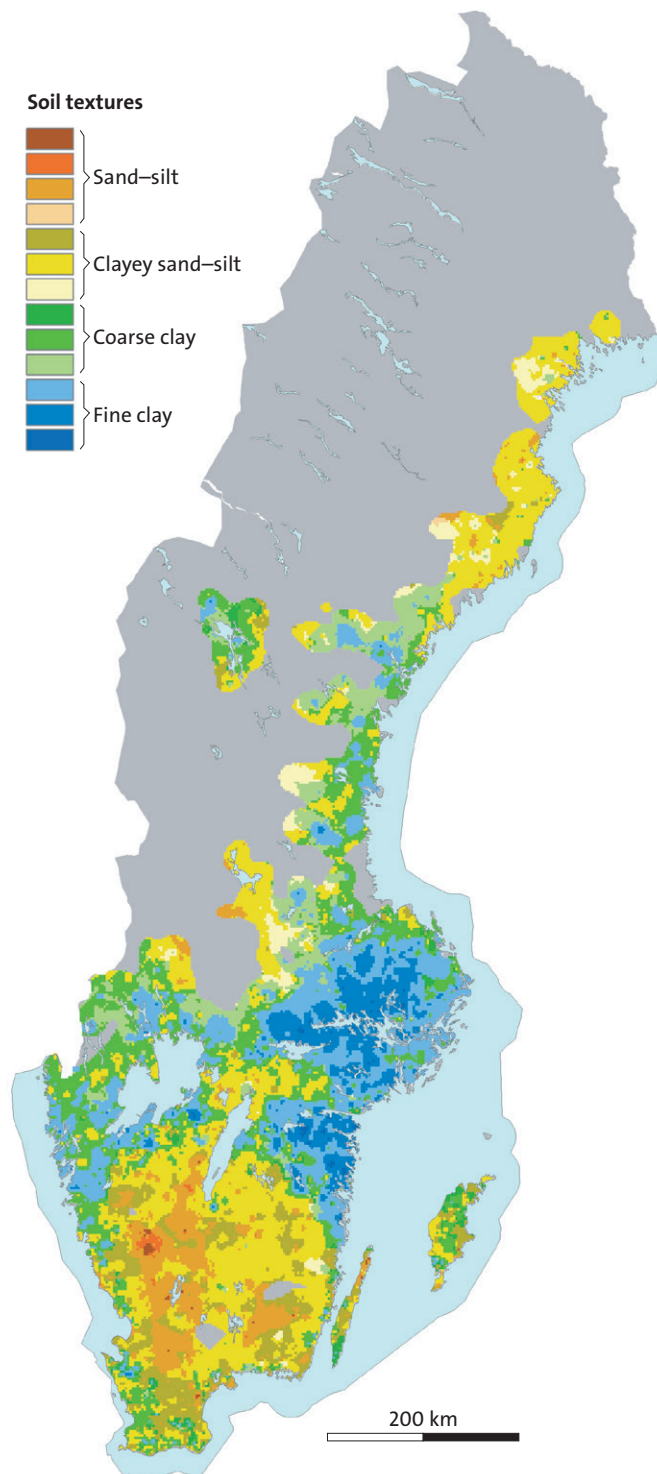 Soil textures
Sand–silt
Clayey sand–silt
Coarse clay
Fine clay
200 km